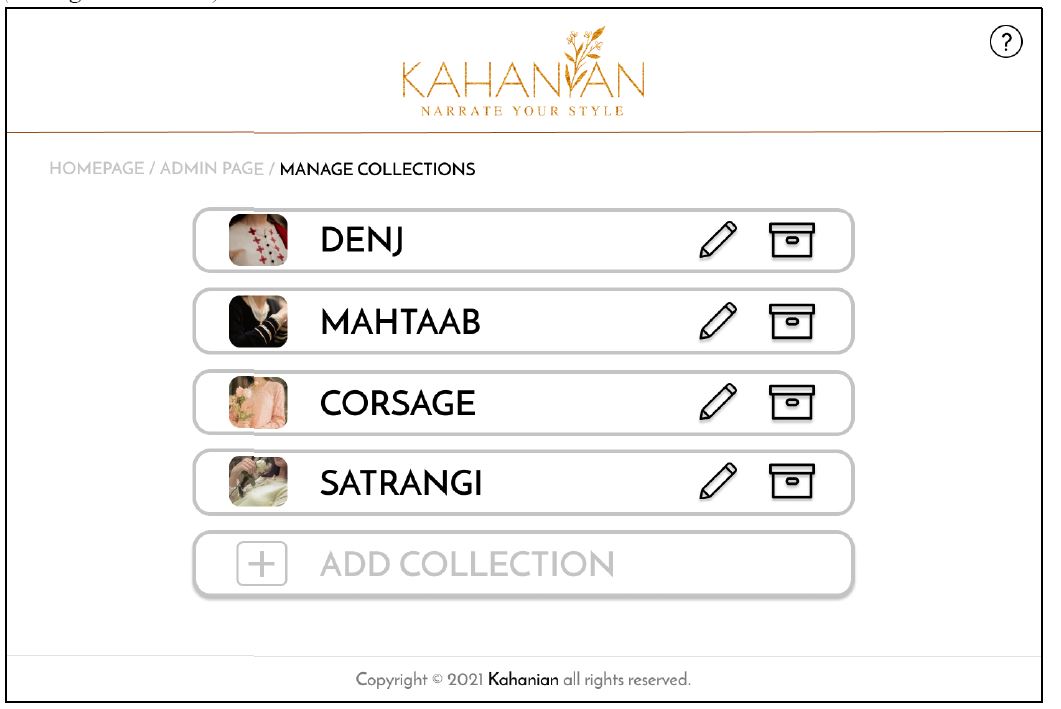 ?
KAHANIAN
NARRATE YOUR STYLE
HOMEPAGE / ADMIN PAGE / MANAGE COLLECTIONS
DENJ
MAHTAAB
CORSAGE
SATRANGI
ADD COLLECTION
Copyright © 2021 Kahanian all rights reserved.